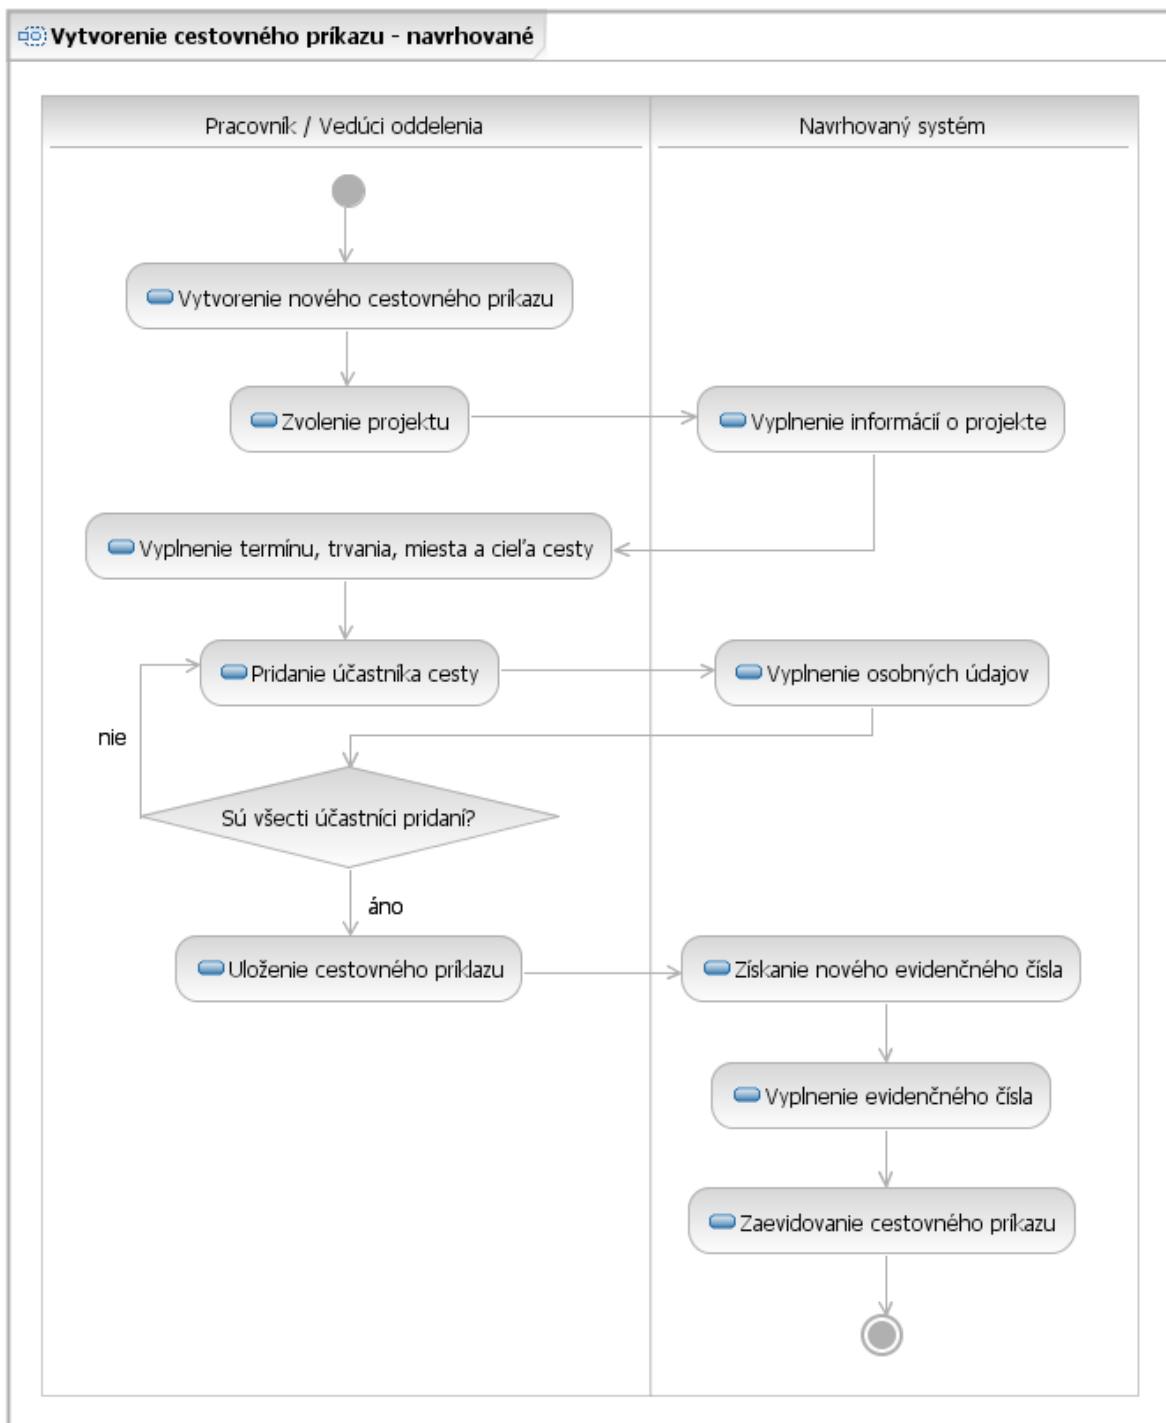 Vytvorenie cestovného príkazu - navrhované
Pracovník / Vedúci oddelenia
Navrhovaný systém
Vytvorenie nového cestovného príkazu
Zvolenie projektu
Vyplnenie informácií o projekte
Vyplnenie termínu, trvania, miesta a cieľa cesty
Pridanie účastníka cesty
Vyplnenie osobných údajov
nie
Sú všecti účastníci pridaní?
áno
Uloženie cestovného príklazu
Získanie nového evidenčného čísla
Vyplnenie evidenčného čísla
Zaevidovanie cestovného príkazu